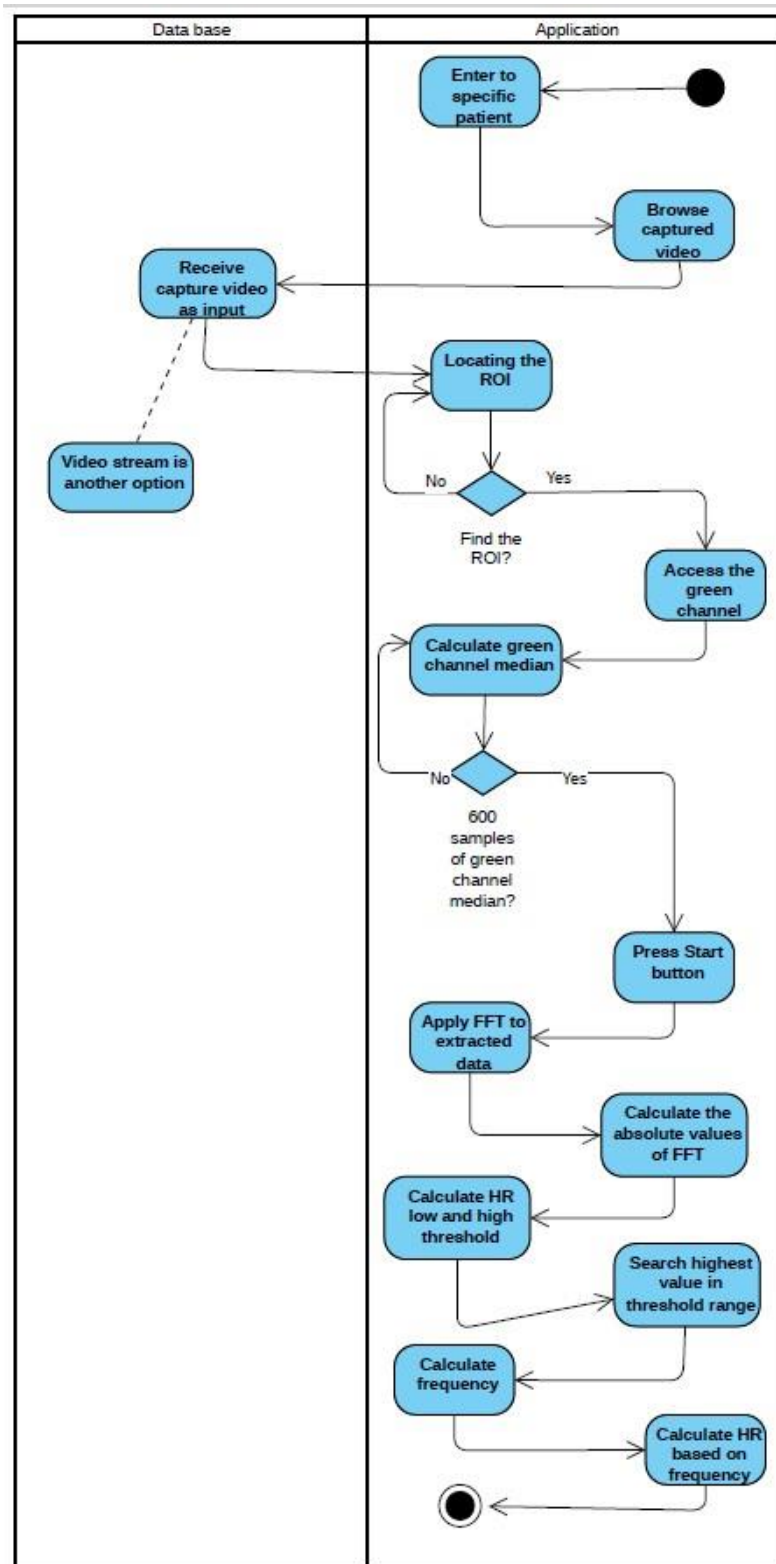 Data base
Application
Enter to
specific
patient
Browse
captured
video
Receive
capture video
as input
Locating the
ROI
Video stream is
another option
No
Yes
Find the
ROI?
Access the
green
channel
Calculate green
channel median
No
Yes
600
samples
of green
channel
median?
Press Start
button
Apply FFT to
extracted
data
Calculate the
absolute values
of FFT
Calculate HR
low and high
threshold
Search highest
value in
threshold range
Calculate
frequency
Calculate HR
based on
frequency